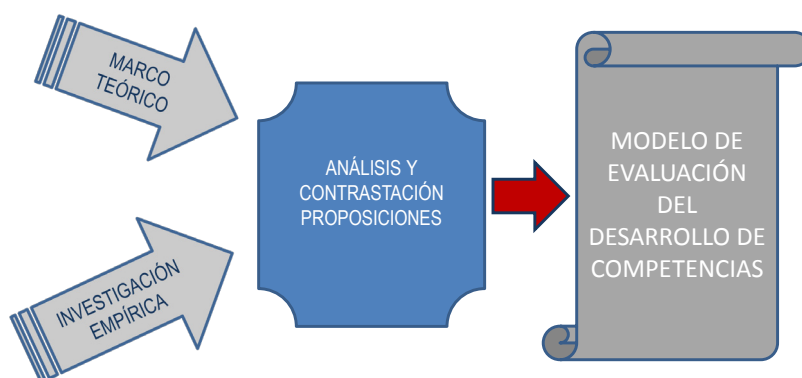 MARCO
TEÓRICO
INVESTIGACIÓN
EMPÍRICA
ANÁLISIS Y
CONTRASTACIÓN
PROPOSICIONES
MODELO DE
EVALUACIÓN
DEL
DESARROLLO DE
COMPETENCIAS